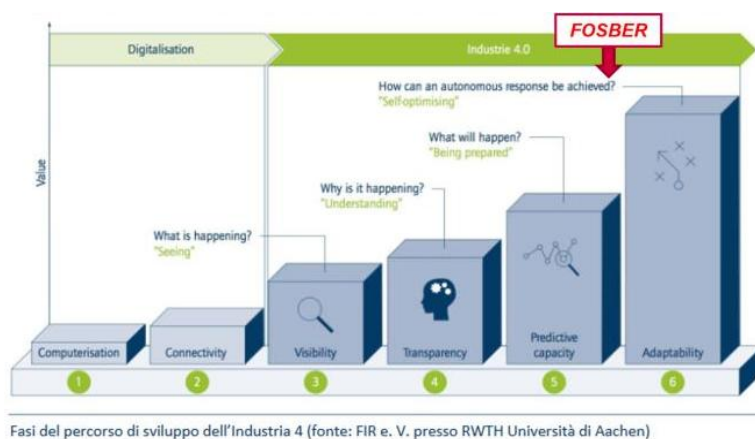 FOSBER
Digitalisation
Industrie 4.0
How can an autonomous response be achieved?
"Self-optimising"
What will happen?
"Being prepared"
Why is it happening?
"Understanding"
What is happening?
"Seeing"
Value
Computerisation
Connectivity
Visibility
Transparency
Predictive
capacity
Adaptability
1
2
3
4
5
6
Fasi del percorso di sviluppo dell'Industria 4 (fonte: FIR e. V. presso RWTH Università di Aachen)